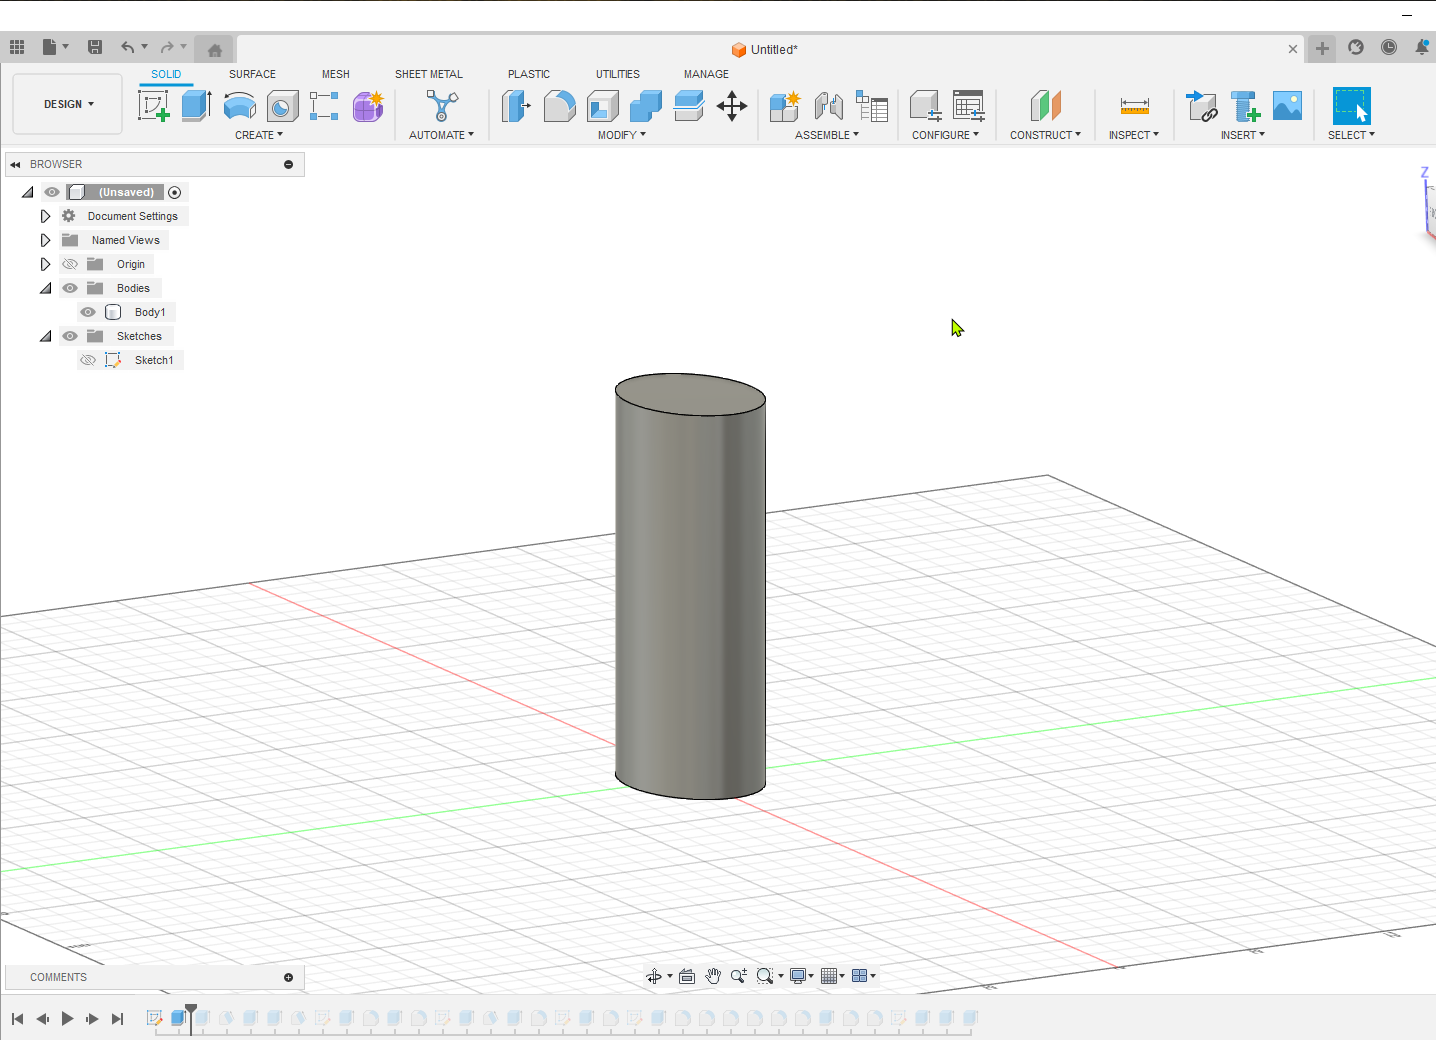 Untitled*
DESIGN
SOLID
SURFACE
MESH
SHEET METAL
PLASTIC
UTILITIES
MANAGE
CREATE
AUTOMATE
MODIFY
ASSEMBLE
CONFIGURE
CONSTRUCT
INSPECT
INSERT
SELECT
BROWSER
(Unsaved)
Document Settings
Named Views
Origin
Bodies
Body1
Sketches
Sketch1
Z
COMMENTS